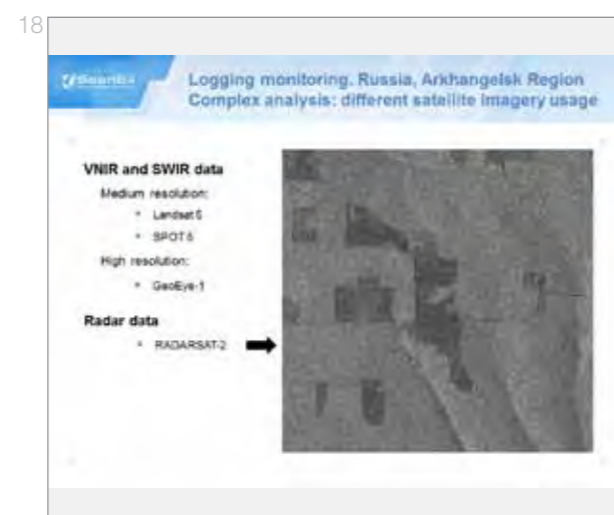 18
ScanEx
Logging monitoring. Russia, Arkhangelsk Region
Complex analysis: different satellite imagery usage
VNIR and SWIR data
Medium resolution:
• Landsat 5
• SPOT 5
High resolution:
• GeoEye-1
Radar data
• RADARSAT-2